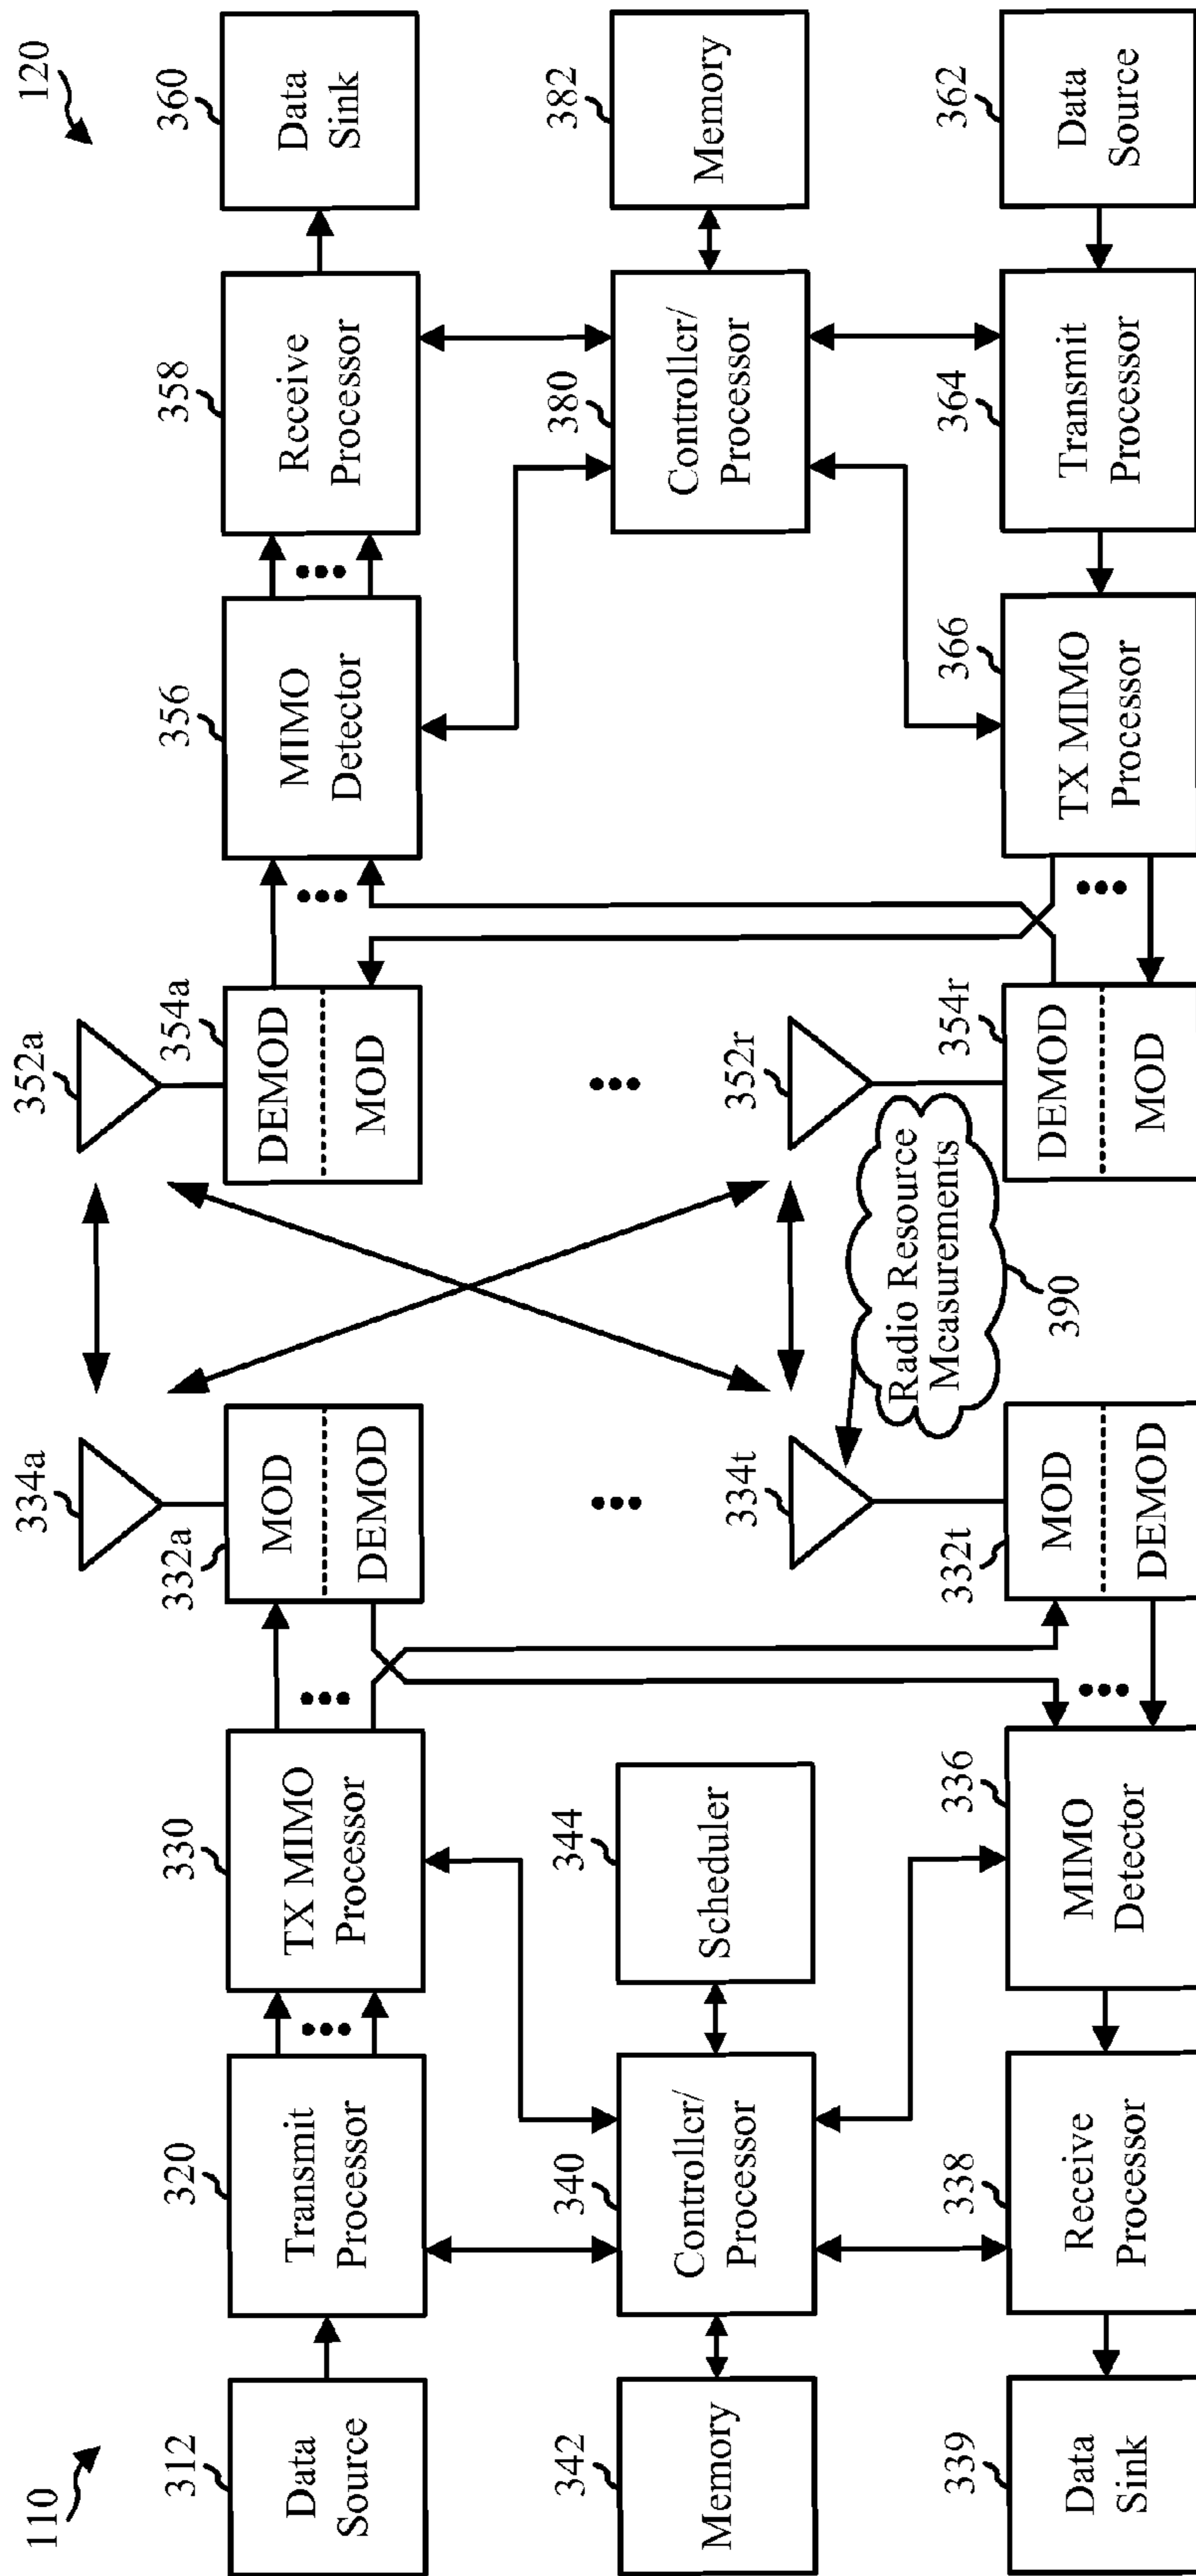 110
120
312
Data
Source
320
Transmit
Processor
330
TX MIMO
Processor
332a
MOD
DEMOD
334a
352a
354a
DEMOD
MOD
356
MIMO
Detector
358
Receive
Processor
360
Data
Sink
342
Memory
340
Controller/
Processor
344
Scheduler
380
Controller/
Processor
382
Memory
339
Data
Sink
338
Receive
Processor
336
MIMO
Detector
332t
MOD
DEMOD
334t
Radio Resource
Measurements
390
352r
354r
DEMOD
MOD
366
TX MIMO
Processor
364
Transmit
Processor
362
Data
Source